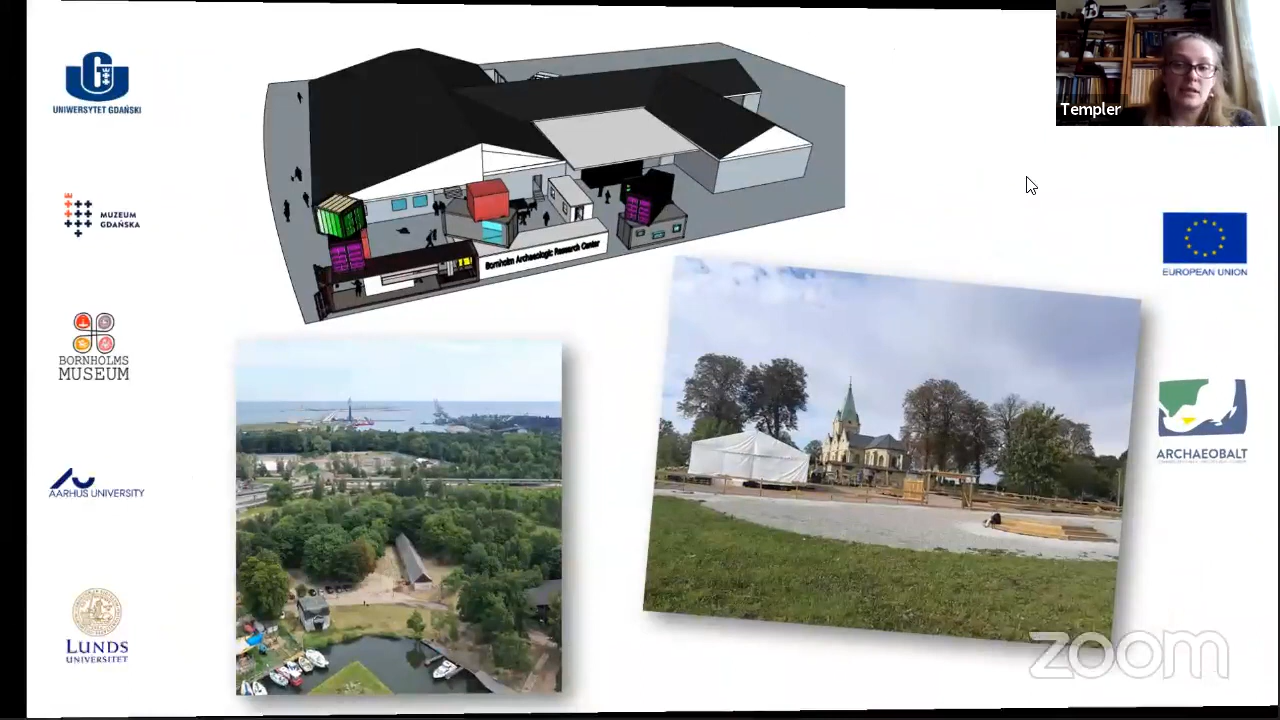 UNIWERSYTET GDAŃSKI
MUZEUM
GDAŃSKA
BORNHOLMS
MUSEUM
AARHUS UNIVERSITY
LUNDS
UNIVERSITET
Bornholm Archaeologic Research Center
Templer
EUROPEAN UNION
ARCHAEOBALT
zoom